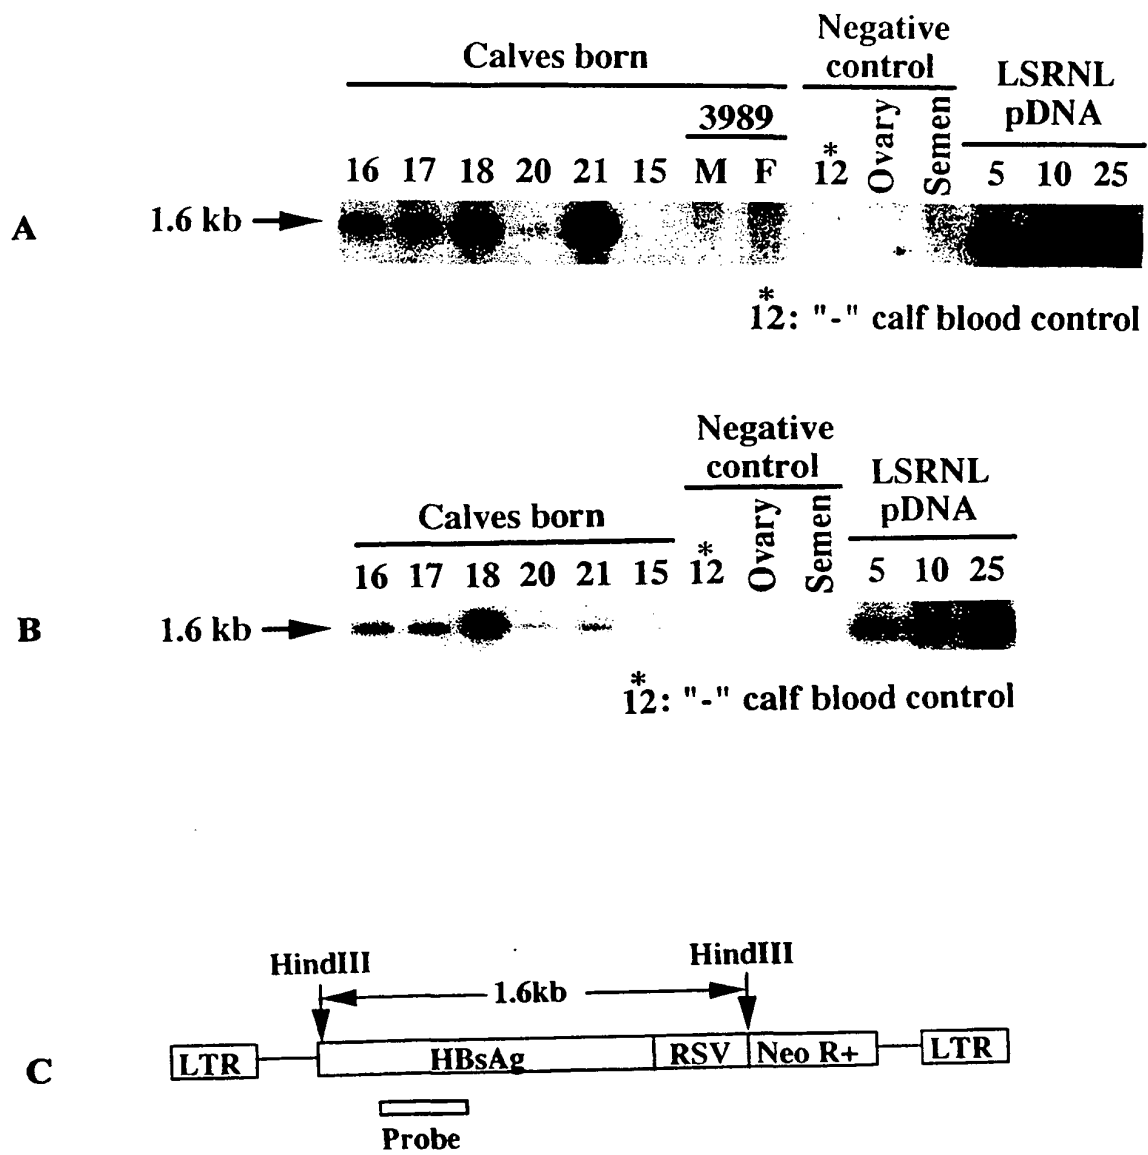 Calves born
Negative
control
LSRNL
pDNA
3989
Ovary
Semen
*
16 17 18 20 21 15 M F 12 5 10 25
A
1.6 kb
*
12: "-" calf blood control
Negative
control
LSRNL
pDNA
Calves born
Ovary
Semen
*
16 17 18 20 21 15 12 5 10 25
B
1.6 kb
*
12: "-" calf blood control
HindIII HindIII
1.6kb
C
LTR HBsAg RSV Neo R+ LTR
Probe